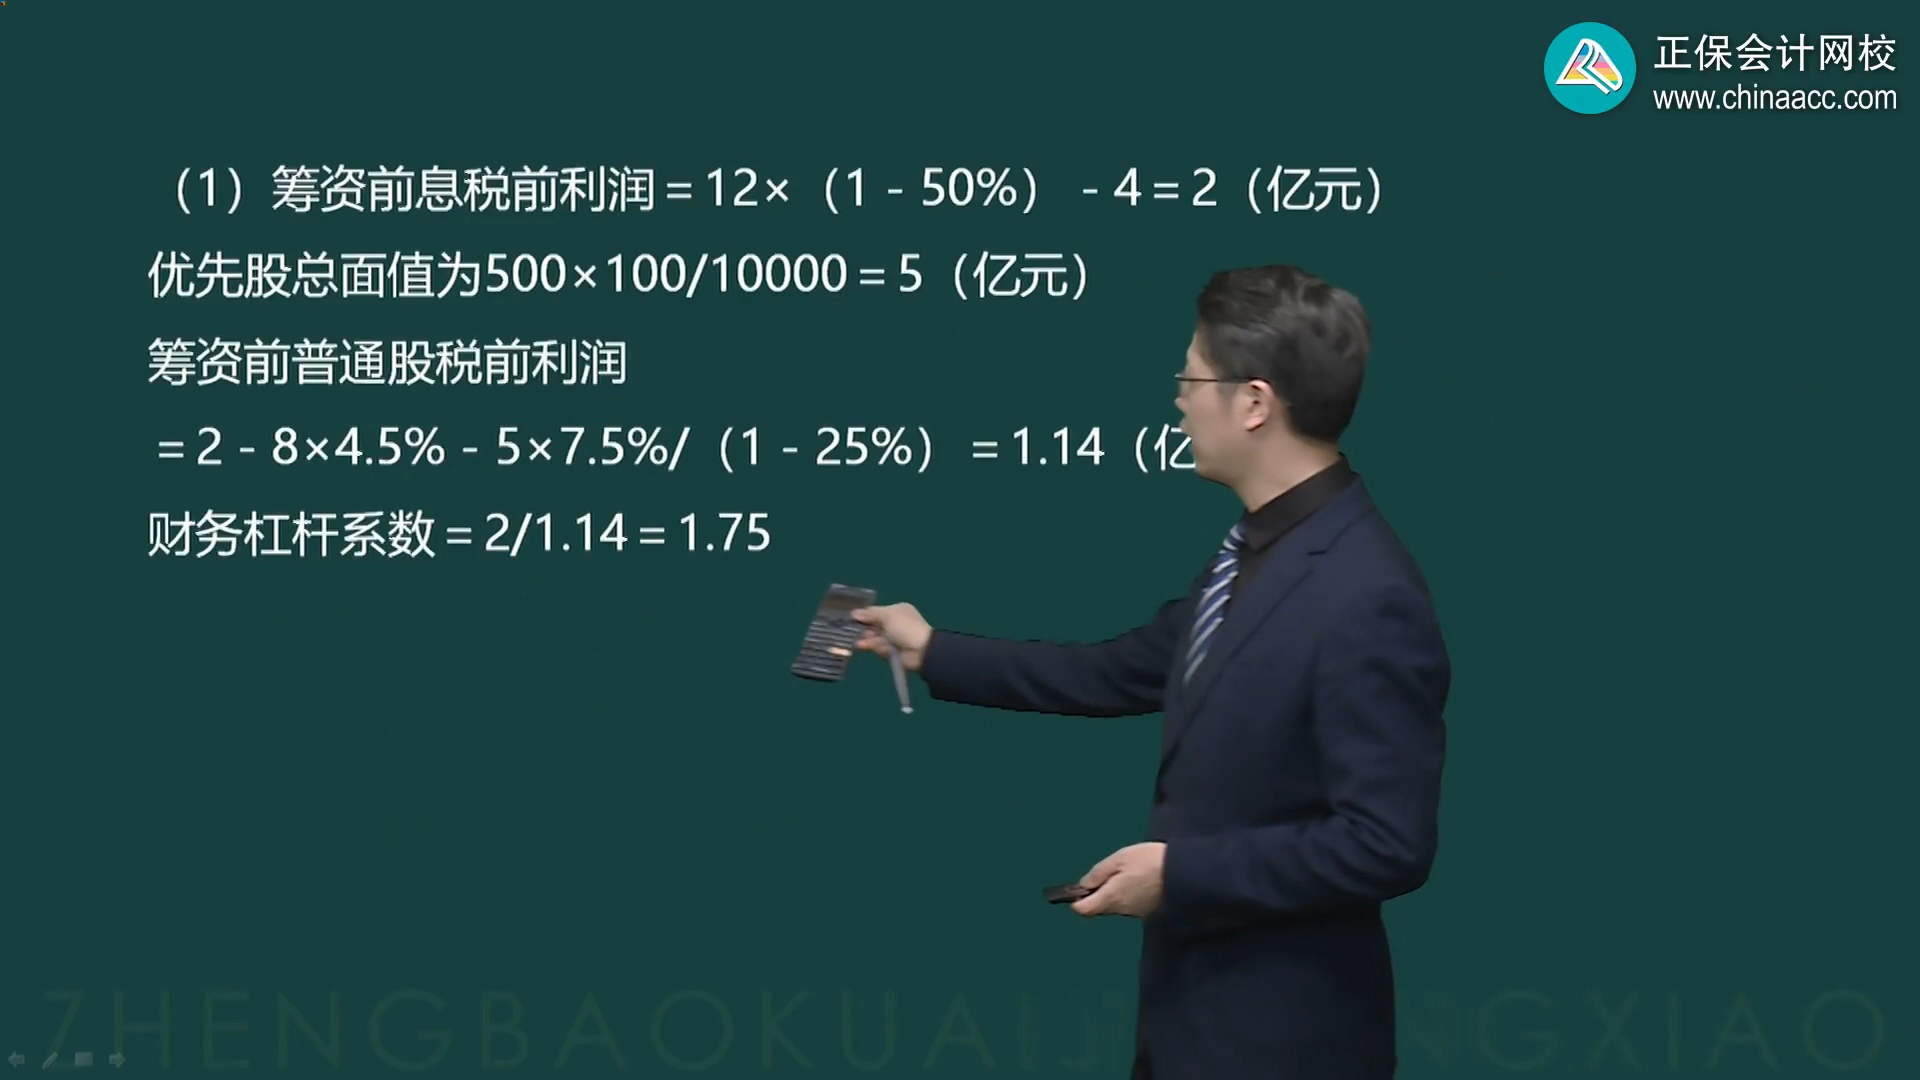 正保会计网校
www.chinaacc.com
（1）筹资前息税前利润＝12×（1－50%）－4＝2（亿元）
优先股总面值为500×100/10000＝5（亿元）
筹资前普通股税前利润
＝2－8×4.5%－5×7.5%/（1－25%）＝1.14（亿
财务杠杆系数＝2/1.14＝1.75